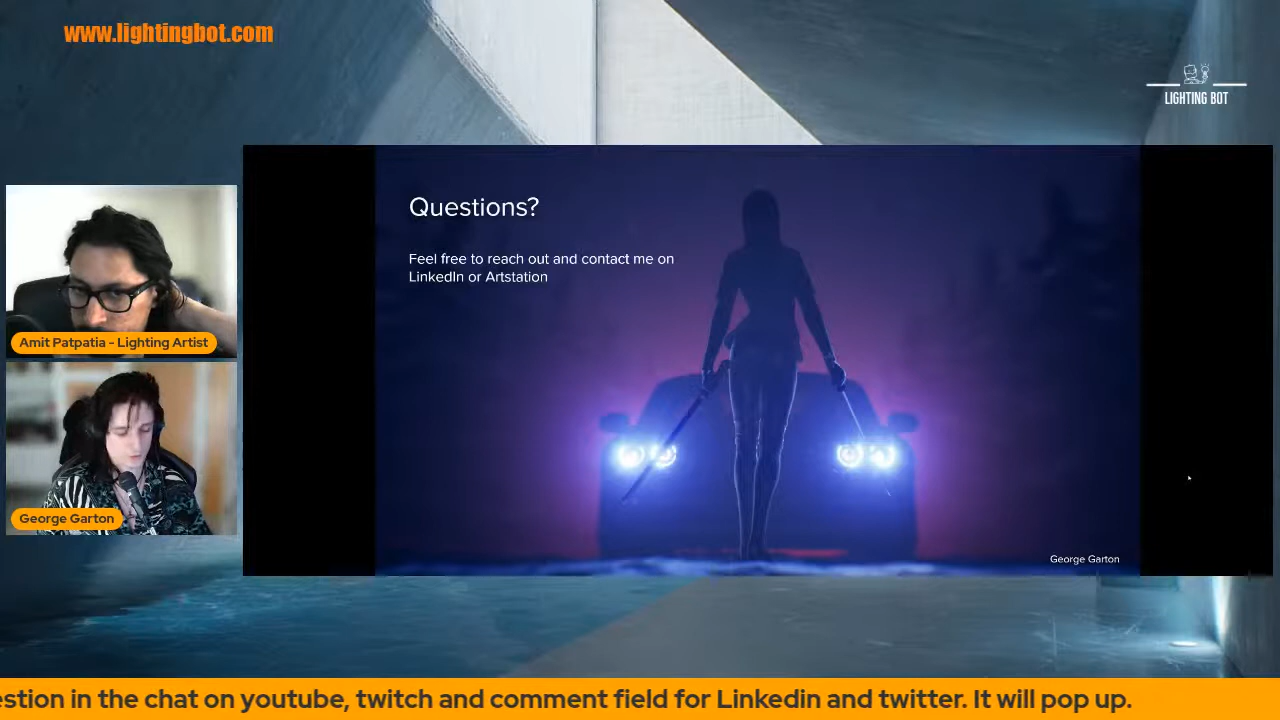 www.lightingbot.com
LIGHTING BOT
Questions?
Feel free to reach out and contact me on
LinkedIn or Artstation
Amit Patpatia - Lighting Artist
George Garton
George Garton
estion in the chat on youtube, twitch and comment field for Linkedin and twitter. It will pop up.